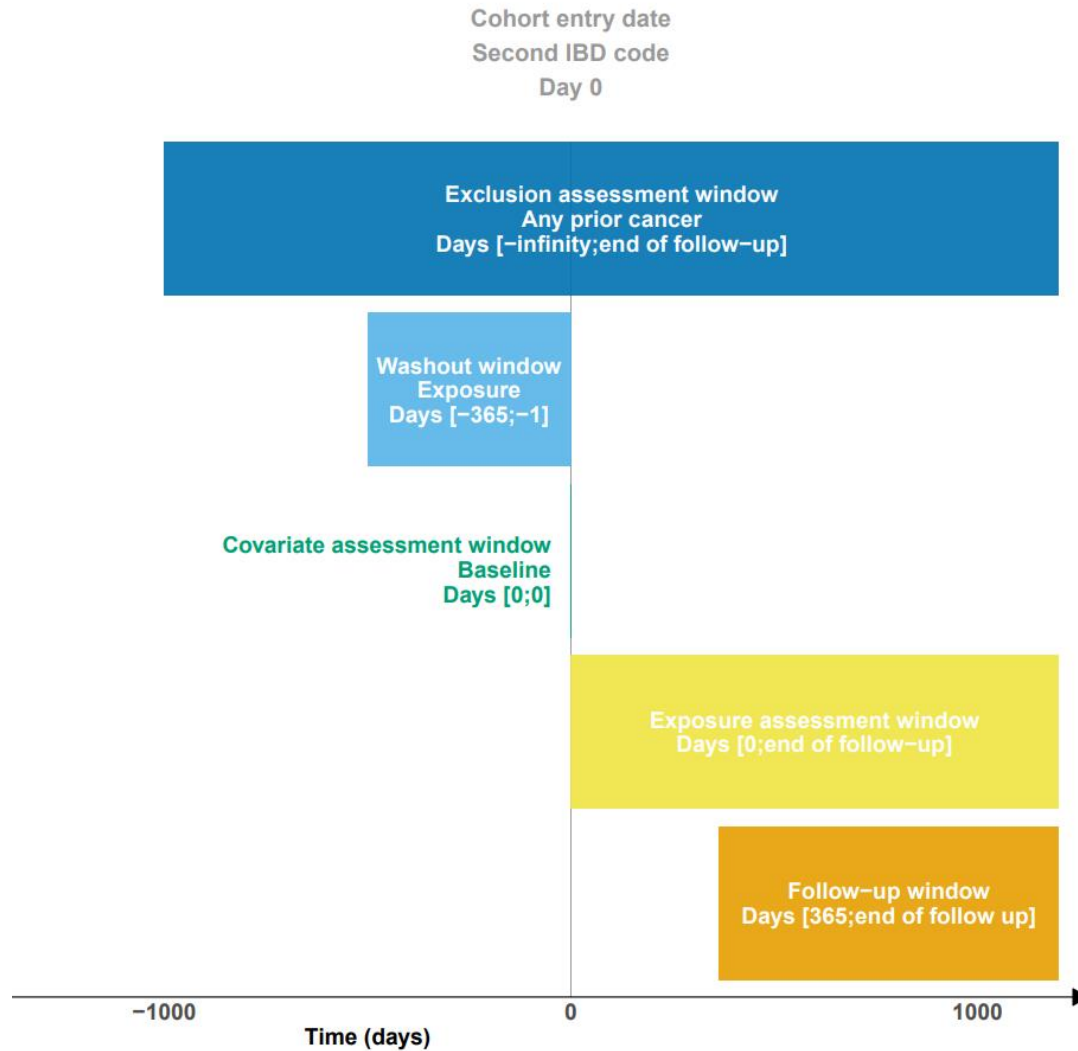 Cohort entry date
Second IBD code
Day 0
Exclusion assessment window
Any prior cancer
Days [−infinity;end of follow−up]
Washout window
Exposure
Days [−365;−1]
Covariate assessment window
Baseline
Days [0;0]
Exposure assessment window
Days [0;end of follow−up]
Follow−up window
Days [365;end of follow up]
−1000 0 1000
Time (days)